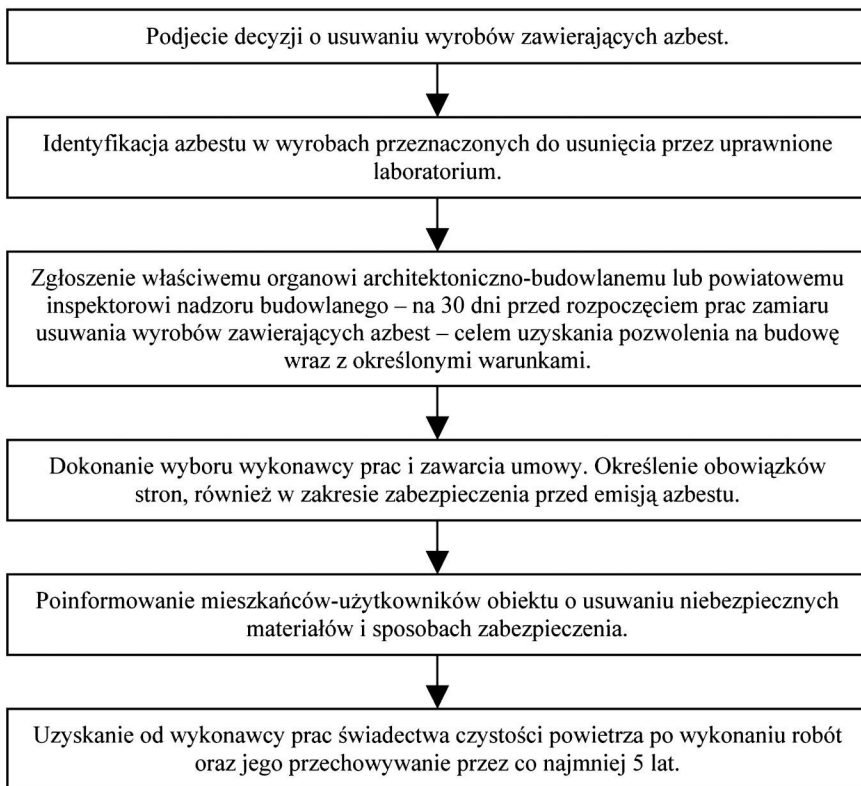 Podjecie decyzji o usuwaniu wyrobów zawierających azbest.
Identyfikacja azbestu w wyrobach przeznaczonych do usunięcia przez uprawnione
laboratorium.
Zgłoszenie właściwemu organowi architektoniczno-budowlanemu lub powiatowemu
inspektorowi nadzoru budowlanego – na 30 dni przed rozpoczęciem prac zamiaru
usuwania wyrobów zawierających azbest – celem uzyskania pozwolenia na budowę
wraz z określonymi warunkami.
Dokonanie wyboru wykonawcy prac i zawarcia umowy. Określenie obowiązków
stron, również w zakresie zabezpieczenia przed emisją azbestu.
Poinformowanie mieszkańców-użytkowników obiektu o usuwaniu niebezpiecznych
materiałów i sposobach zabezpieczenia.
Uzyskanie od wykonawcy prac świadectwa czystości powietrza po wykonaniu robót
oraz jego przechowywanie przez co najmniej 5 lat.